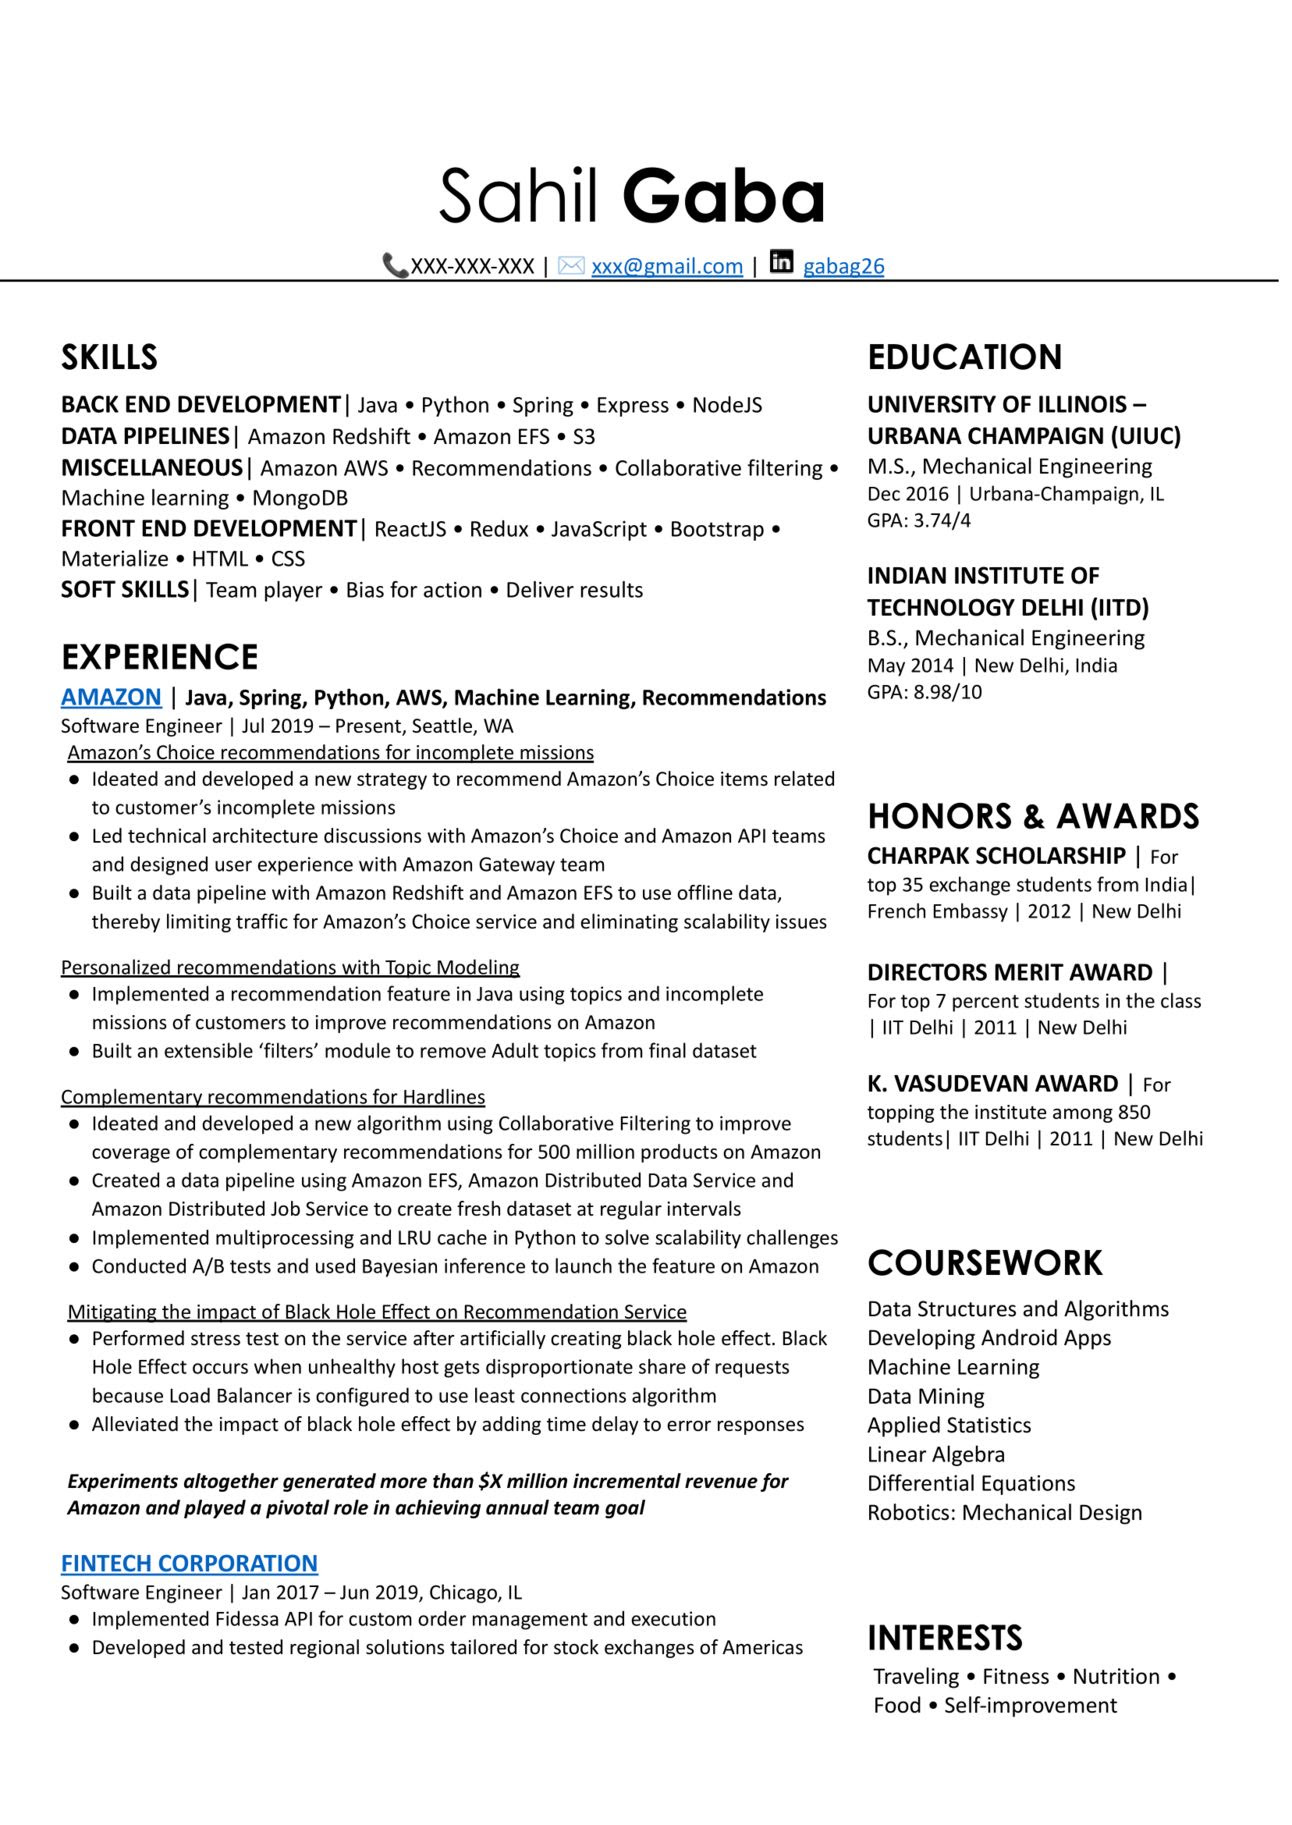 Sahil Gaba
XXX-XXX-XXX | xxx@gmail.com | in gabag26
SKILLS
BACK END DEVELOPMENT| Java • Python • Spring • Express • NodeJS
DATA PIPELINES| Amazon Redshift • Amazon EFS • S3
MISCELLANEOUS| Amazon AWS • Recommendations • Collaborative filtering •
Machine learning • MongoDB
FRONT END DEVELOPMENT| ReactJS • Redux • JavaScript • Bootstrap •
Materialize • HTML • CSS
SOFT SKILLS| Team player • Bias for action • Deliver results
EXPERIENCE
AMAZON | Java, Spring, Python, AWS, Machine Learning, Recommendations
Software Engineer | Jul 2019 – Present, Seattle, WA
Amazon’s Choice recommendations for incomplete missions
● Ideated and developed a new strategy to recommend Amazon’s Choice items related
to customer’s incomplete missions
● Led technical architecture discussions with Amazon’s Choice and Amazon API teams
and designed user experience with Amazon Gateway team
● Built a data pipeline with Amazon Redshift and Amazon EFS to use offline data,
thereby limiting traffic for Amazon’s Choice service and eliminating scalability issues
Personalized recommendations with Topic Modeling
● Implemented a recommendation feature in Java using topics and incomplete
missions of customers to improve recommendations on Amazon
● Built an extensible ‘filters’ module to remove Adult topics from final dataset
Complementary recommendations for Hardlines
● Ideated and developed a new algorithm using Collaborative Filtering to improve
coverage of complementary recommendations for 500 million products on Amazon
● Created a data pipeline using Amazon EFS, Amazon Distributed Data Service and
Amazon Distributed Job Service to create fresh dataset at regular intervals
● Implemented multiprocessing and LRU cache in Python to solve scalability challenges
● Conducted A/B tests and used Bayesian inference to launch the feature on Amazon
Mitigating the impact of Black Hole Effect on Recommendation Service
● Performed stress test on the service after artificially creating black hole effect. Black
Hole Effect occurs when unhealthy host gets disproportionate share of requests
because Load Balancer is configured to use least connections algorithm
● Alleviated the impact of black hole effect by adding time delay to error responses
Experiments altogether generated more than $X million incremental revenue for
Amazon and played a pivotal role in achieving annual team goal
FINTECH CORPORATION
Software Engineer | Jan 2017 – Jun 2019, Chicago, IL
● Implemented Fidessa API for custom order management and execution
● Developed and tested regional solutions tailored for stock exchanges of Americas
EDUCATION
UNIVERSITY OF ILLINOIS –
URBANA CHAMPAIGN (UIUC)
M.S., Mechanical Engineering
Dec 2016 | Urbana-Champaign, IL
GPA: 3.74/4
INDIAN INSTITUTE OF
TECHNOLOGY DELHI (IITD)
B.S., Mechanical Engineering
May 2014 | New Delhi, India
GPA: 8.98/10
HONORS & AWARDS
CHARPAK SCHOLARSHIP | For
top 35 exchange students from India|
French Embassy | 2012 | New Delhi
DIRECTORS MERIT AWARD |
For top 7 percent students in the class
| IIT Delhi | 2011 | New Delhi
K. VASUDEVAN AWARD | For
topping the institute among 850
students| IIT Delhi | 2011 | New Delhi
COURSEWORK
Data Structures and Algorithms
Developing Android Apps
Machine Learning
Data Mining
Applied Statistics
Linear Algebra
Differential Equations
Robotics: Mechanical Design
INTERESTS
Traveling • Fitness • Nutrition •
Food • Self-improvement